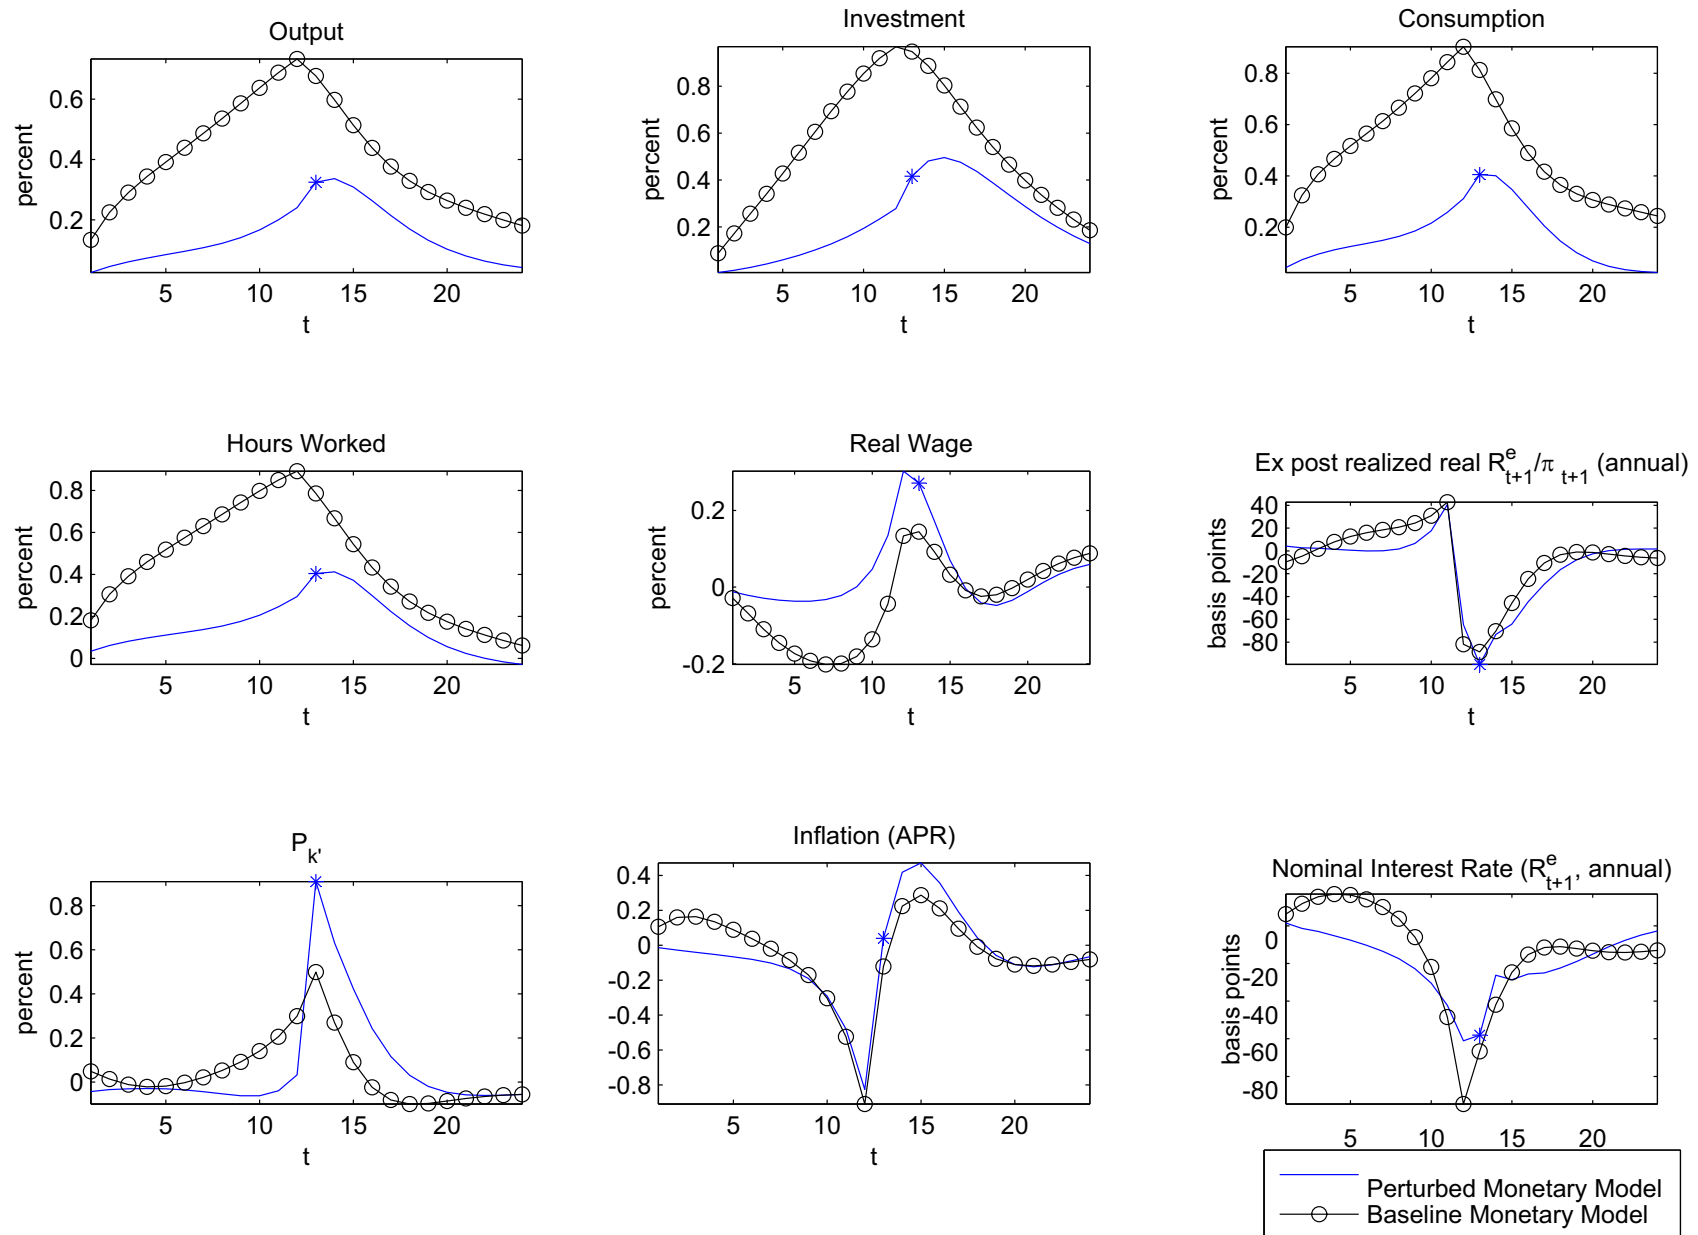 Output
percent
0.6
0.4
0.2
5 10 15 20
t
Investment
percent
0.8
0.6
0.4
0.2
5 10 15 20
t
Consumption
percent
0.8
0.6
0.4
0.2
5 10 15 20
t
Hours Worked
percent
0.8
0.6
0.4
0.2
0
5 10 15 20
t
Real Wage
percent
0.2
0
-0.2
5 10 15 20
t
Ex post realized real R^e_{t+1}/π_{t+1} (annual)
basis points
40
20
0
-20
-40
-60
-80
5 10 15 20
t
P_{k'}
percent
0.8
0.6
0.4
0.2
0
5 10 15 20
t
Inflation (APR)
0.4
0.2
0
-0.2
-0.4
-0.6
-0.8
5 10 15 20
t
Nominal Interest Rate (R^e_{t+1}, annual)
basis points
0
-20
-40
-60
-80
5 10 15 20
Perturbed Monetary Model
Baseline Monetary Model